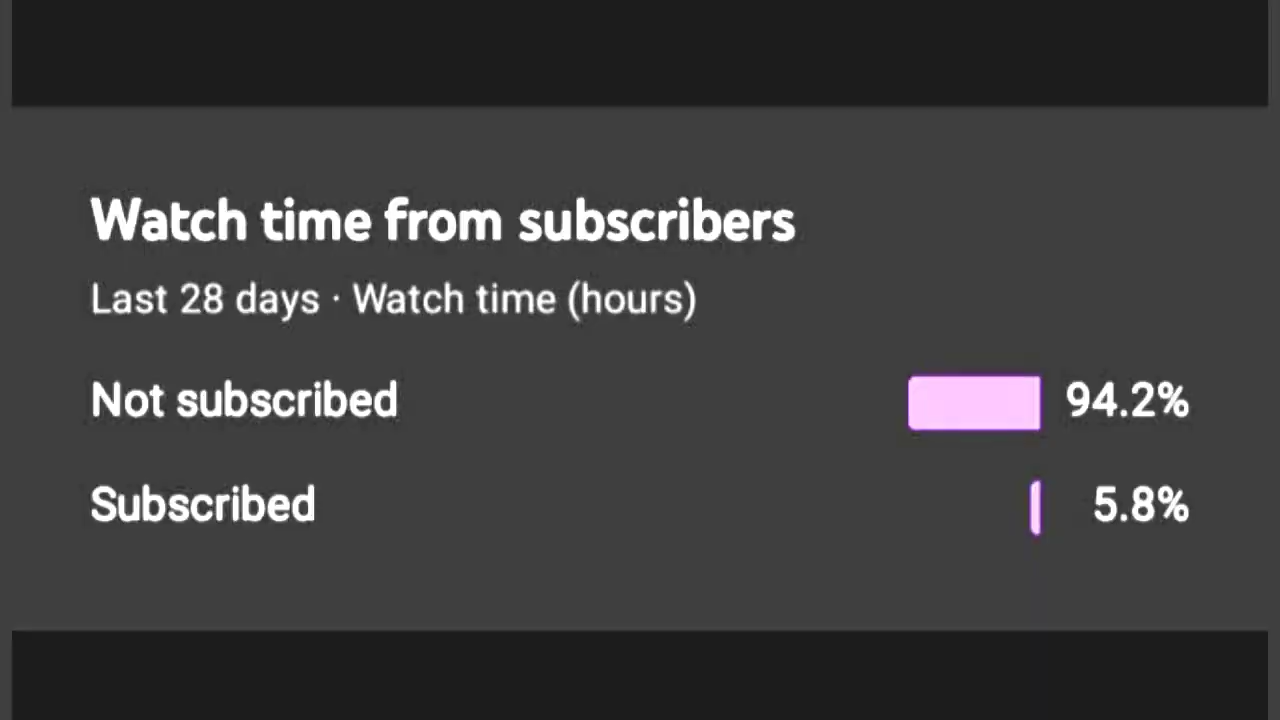 Watch time from subscribers
Last 28 days · Watch time (hours)
Not subscribed 94.2%
Subscribed 5.8%